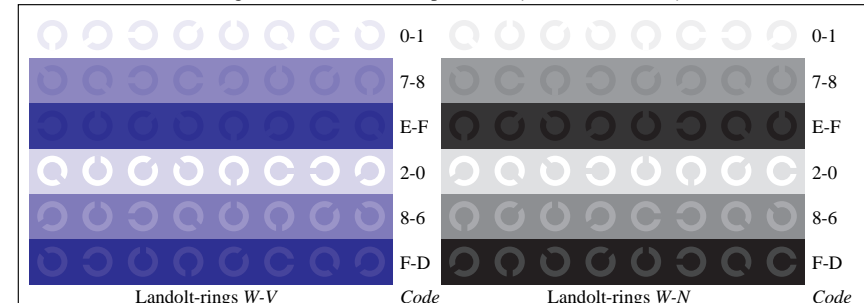 0-1 0-1
7-8 7-8
E-F E-F
2-0 2-0
8-6 8-6
F-D F-D
Landolt-rings W-V Code Landolt-rings W-N Code